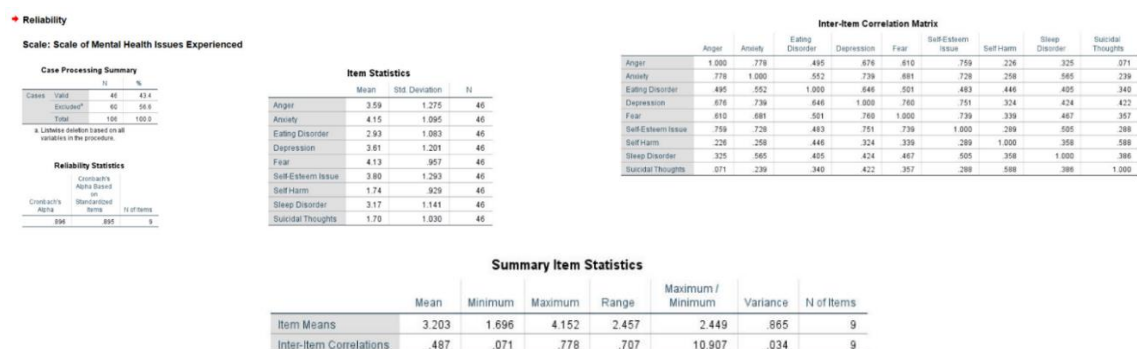 Reliability
Scale: Scale of Mental Health Issues Experienced
Case Processing Summary
N %
Cases Valid 46 43.4
Excludedᵃ 60 56.6
Total 106 100.0
a. Listwise deletion based on all
variables in the procedure.
Reliability Statistics
Cronbach's
Alpha
Cronbach's
Alpha Based
on
Standardized
Items
N of Items
.896 .895 9
Item Statistics
Mean Std. Deviation N
Anger 3.59 1.275 46
Anxiety 4.15 1.095 46
Eating Disorder 2.93 1.083 46
Depression 3.61 1.201 46
Fear 4.13 .957 46
Self-Esteem Issue 3.80 1.293 46
Self Harm 1.74 .929 46
Sleep Disorder 3.17 1.141 46
Suicidal Thoughts 1.70 1.030 46
Inter-Item Correlation Matrix
Anger Anxiety Eating Disorder Depression Fear Self-Esteem Issue Self Harm Sleep Disorder Suicidal Thoughts
Anger 1.000 .778 .495 .676 .610 .759 .226 .325 .071
Anxiety .778 1.000 .552 .739 .681 .728 .258 .565 .239
Eating Disorder .495 .552 1.000 .646 .501 .483 .446 .405 .340
Depression .676 .739 .646 1.000 .760 .751 .324 .424 .422
Fear .610 .681 .501 .760 1.000 .739 .339 .467 .357
Self-Esteem Issue .759 .728 .483 .751 .739 1.000 .289 .505 .288
Self Harm .226 .258 .446 .324 .339 .289 1.000 .358 .588
Sleep Disorder .325 .565 .405 .424 .467 .505 .358 1.000 .386
Suicidal Thoughts .071 .239 .340 .422 .357 .288 .588 .386 1.000
Summary Item Statistics
Mean Minimum Maximum Range Maximum / Minimum Variance N of Items
Item Means 3.203 1.696 4.152 2.457 2.449 .865 9
Inter-Item Correlations .487 .071 .778 .707 10.907 .034 9